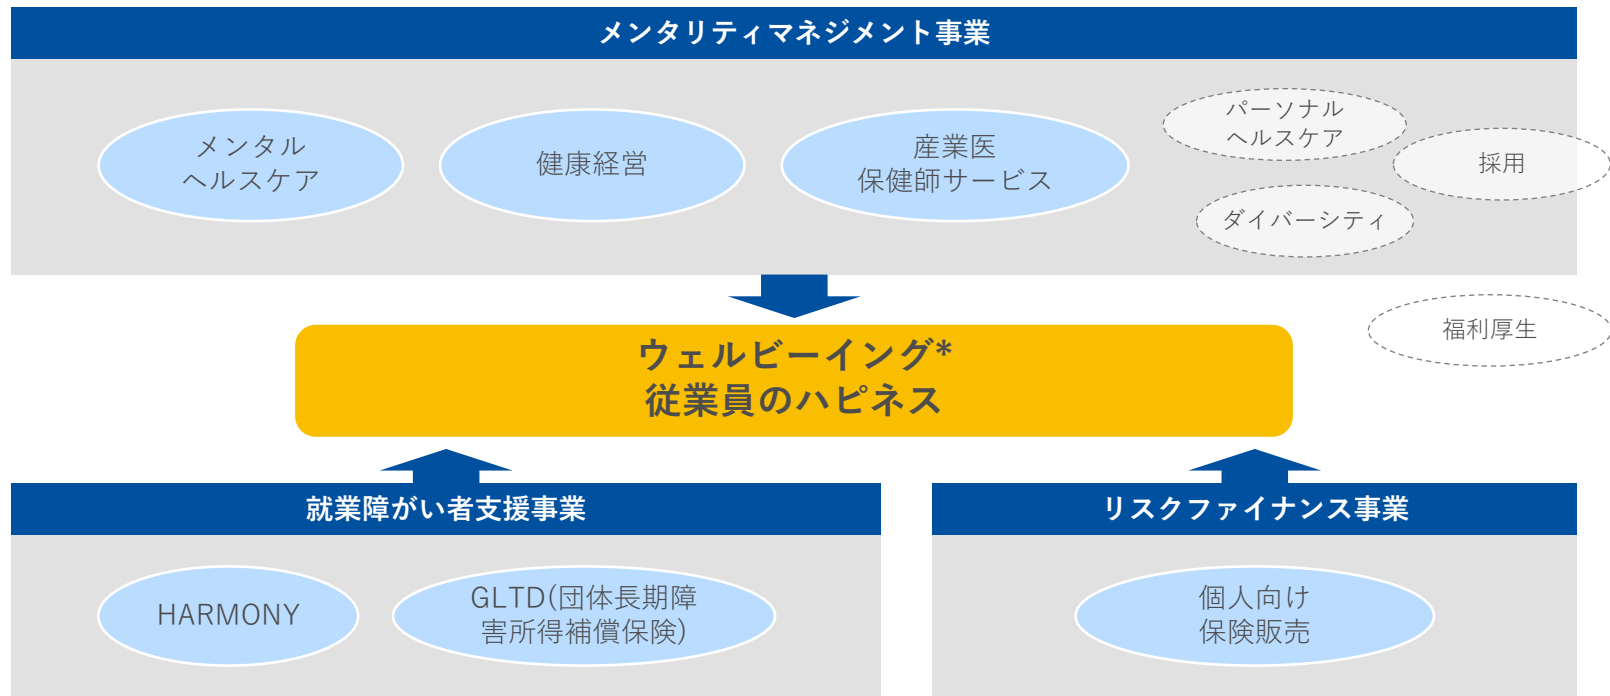 メンタリティマネジメント事業
メンタル
ヘルスケア
健康経営
産業医
保健師サービス
パーソナル
ヘルスケア
採用
ダイバーシティ
福利厚生
ウェルビーイング*
従業員のハピネス
就業障がい者支援事業
HARMONY
GLTD(団体長期障
害所得補償保険)
リスクファイナンス事業
個人向け
保険販売